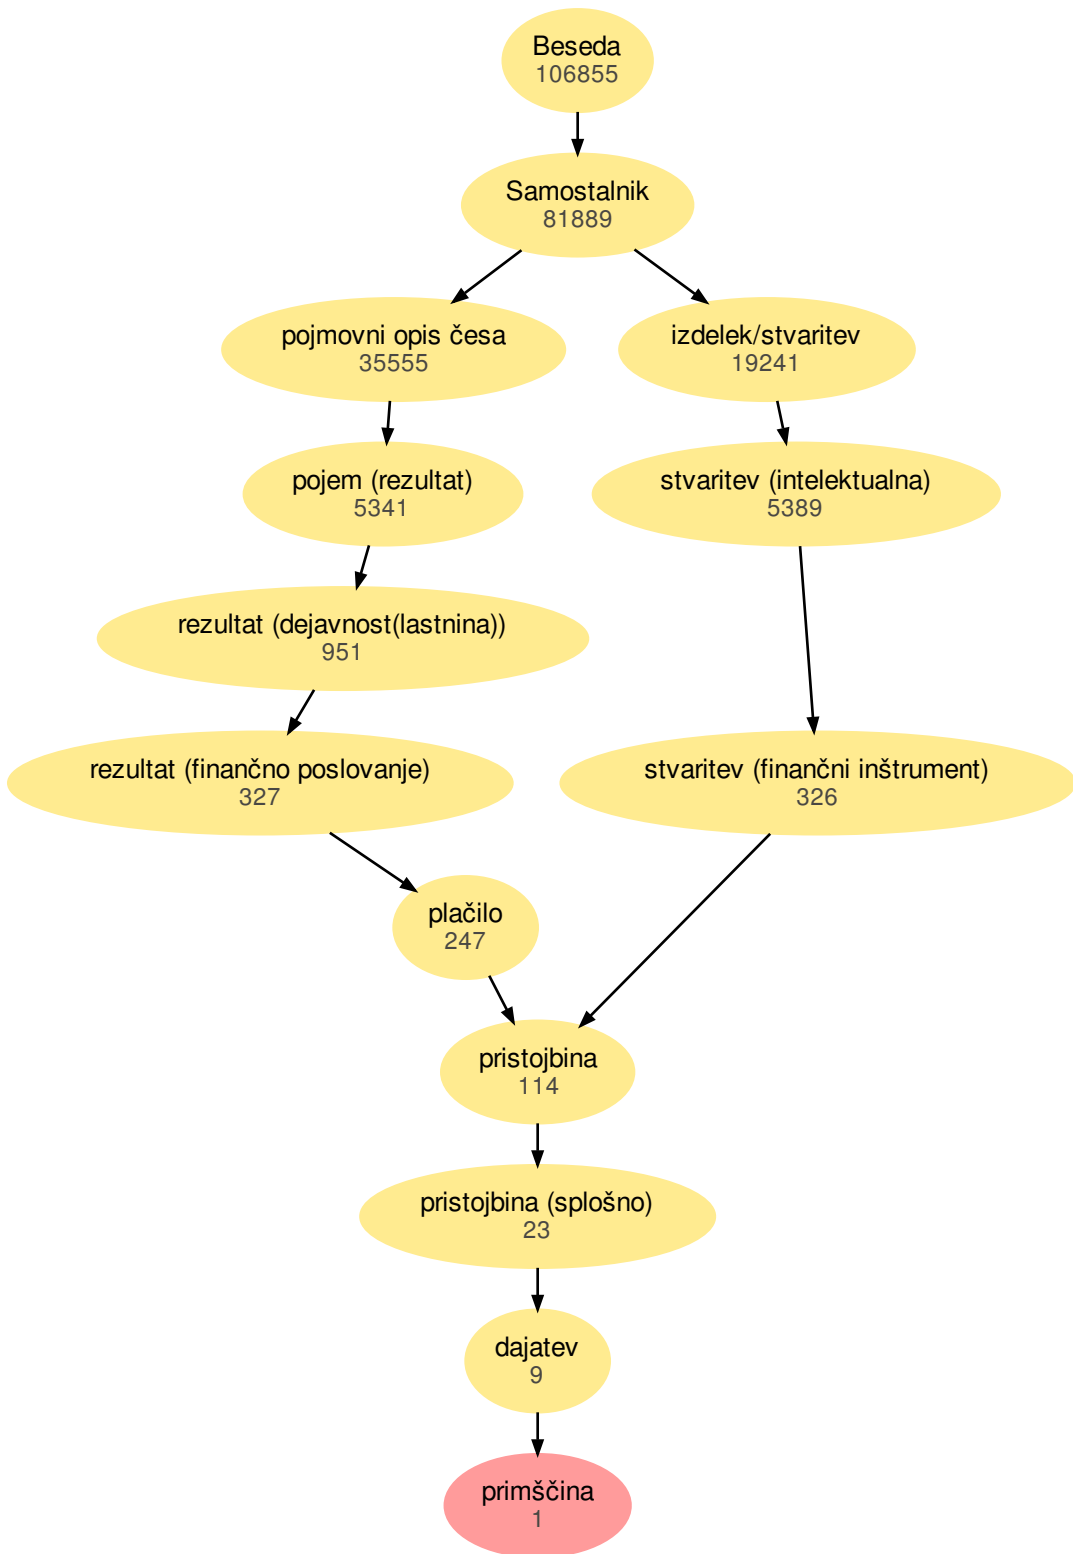 Beseda
106855
Samostalnik
81889
pojmovni opis česa
35555
izdelek/stvaritev
19241
pojem (rezultat)
5341
stvaritev (intelektualna)
5389
rezultat (dejavnost(lastnina))
951
rezultat (finančno poslovanje)
327
stvaritev (finančni inštrument)
326
plačilo
247
pristojbina
114
pristojbina (splošno)
23
dajatev
9
primščina
1